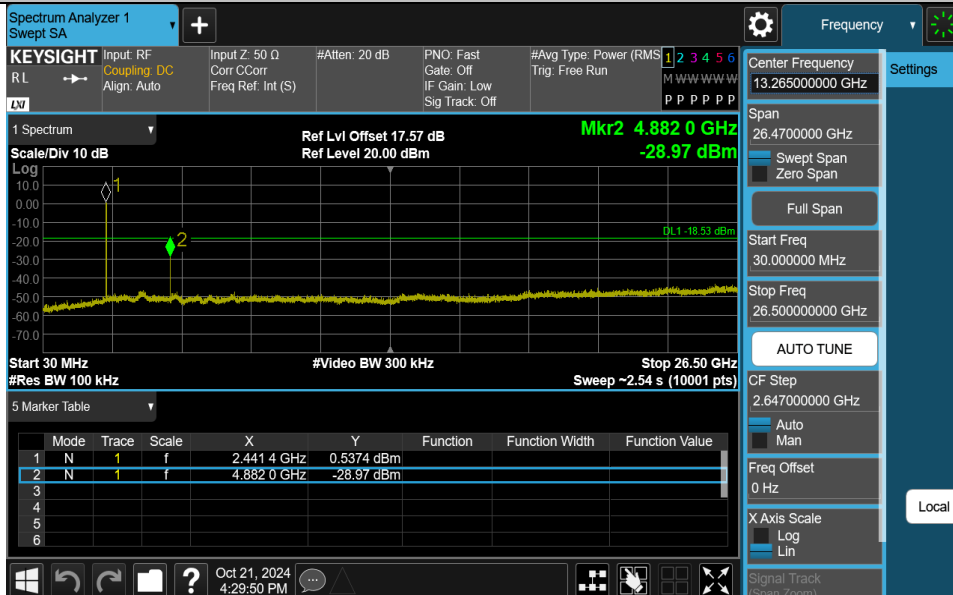 Spectrum Analyzer 1
Swept SA
+
Frequency
KEYSIGHT
R L
LXI
Input: RF
Coupling: DC
Align: Auto
Input Z: 50 Ω
Corr CCorr
Freq Ref: Int (S)
#Atten: 20 dB
PNO: Fast
Gate: Off
IF Gain: Low
Sig Track: Off
#Avg Type: Power (RMS
Trig: Free Run
1 2 3 4 5 6
M W W W W W
P P P P P P
1 Spectrum
Scale/Div 10 dB
Ref Lvl Offset 17.57 dB
Ref Level 20.00 dBm
Mkr2 4.882 0 GHz
-28.97 dBm
Log
10.0
0.00
-10.0
-20.0
-30.0
-40.0
-50.0
-60.0
-70.0
1
2
DL1 -18.53 dBm
Start 30 MHz
#Res BW 100 kHz
#Video BW 300 kHz
Stop 26.50 GHz
Sweep ~2.54 s (10001 pts)
5 Marker Table
Mode Trace Scale X Y Function Function Width Function Value
1 N 1 f 2.441 4 GHz 0.5374 dBm
2 N 1 f 4.882 0 GHz -28.97 dBm
3
4
5
6
?
Oct 21, 2024
4:29:50 PM
Center Frequency
13.265000000 GHz
Span
26.4700000 GHz
Swept Span
Zero Span
Full Span
Start Freq
30.000000 MHz
Stop Freq
26.500000000 GHz
AUTO TUNE
CF Step
2.647000000 GHz
Auto
Man
Freq Offset
0 Hz
X Axis Scale
Log
Lin
Signal Track
(Span Zoom)
Settings
Local